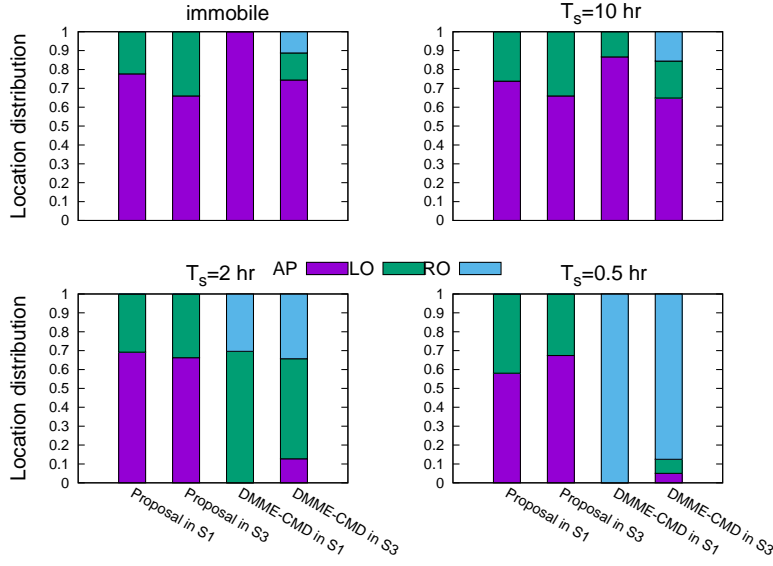 immobile
T_s=10 hr
Location distribution
1
0.9
0.8
0.7
0.6
0.5
0.4
0.3
0.2
0.1
0
1
0.9
0.8
0.7
0.6
0.5
0.4
0.3
0.2
0.1
0
AP LO RO
T_s=2 hr
T_s=0.5 hr
Location distribution
1
0.9
0.8
0.7
0.6
0.5
0.4
0.3
0.2
0.1
0
1
0.9
0.8
0.7
0.6
0.5
0.4
0.3
0.2
0.1
0
Proposal in S1
Proposal in S3
DMME-CMD in S1
DMME-CMD in S3
Proposal in S1
Proposal in S3
DMME-CMD in S1
DMME-CMD in S3